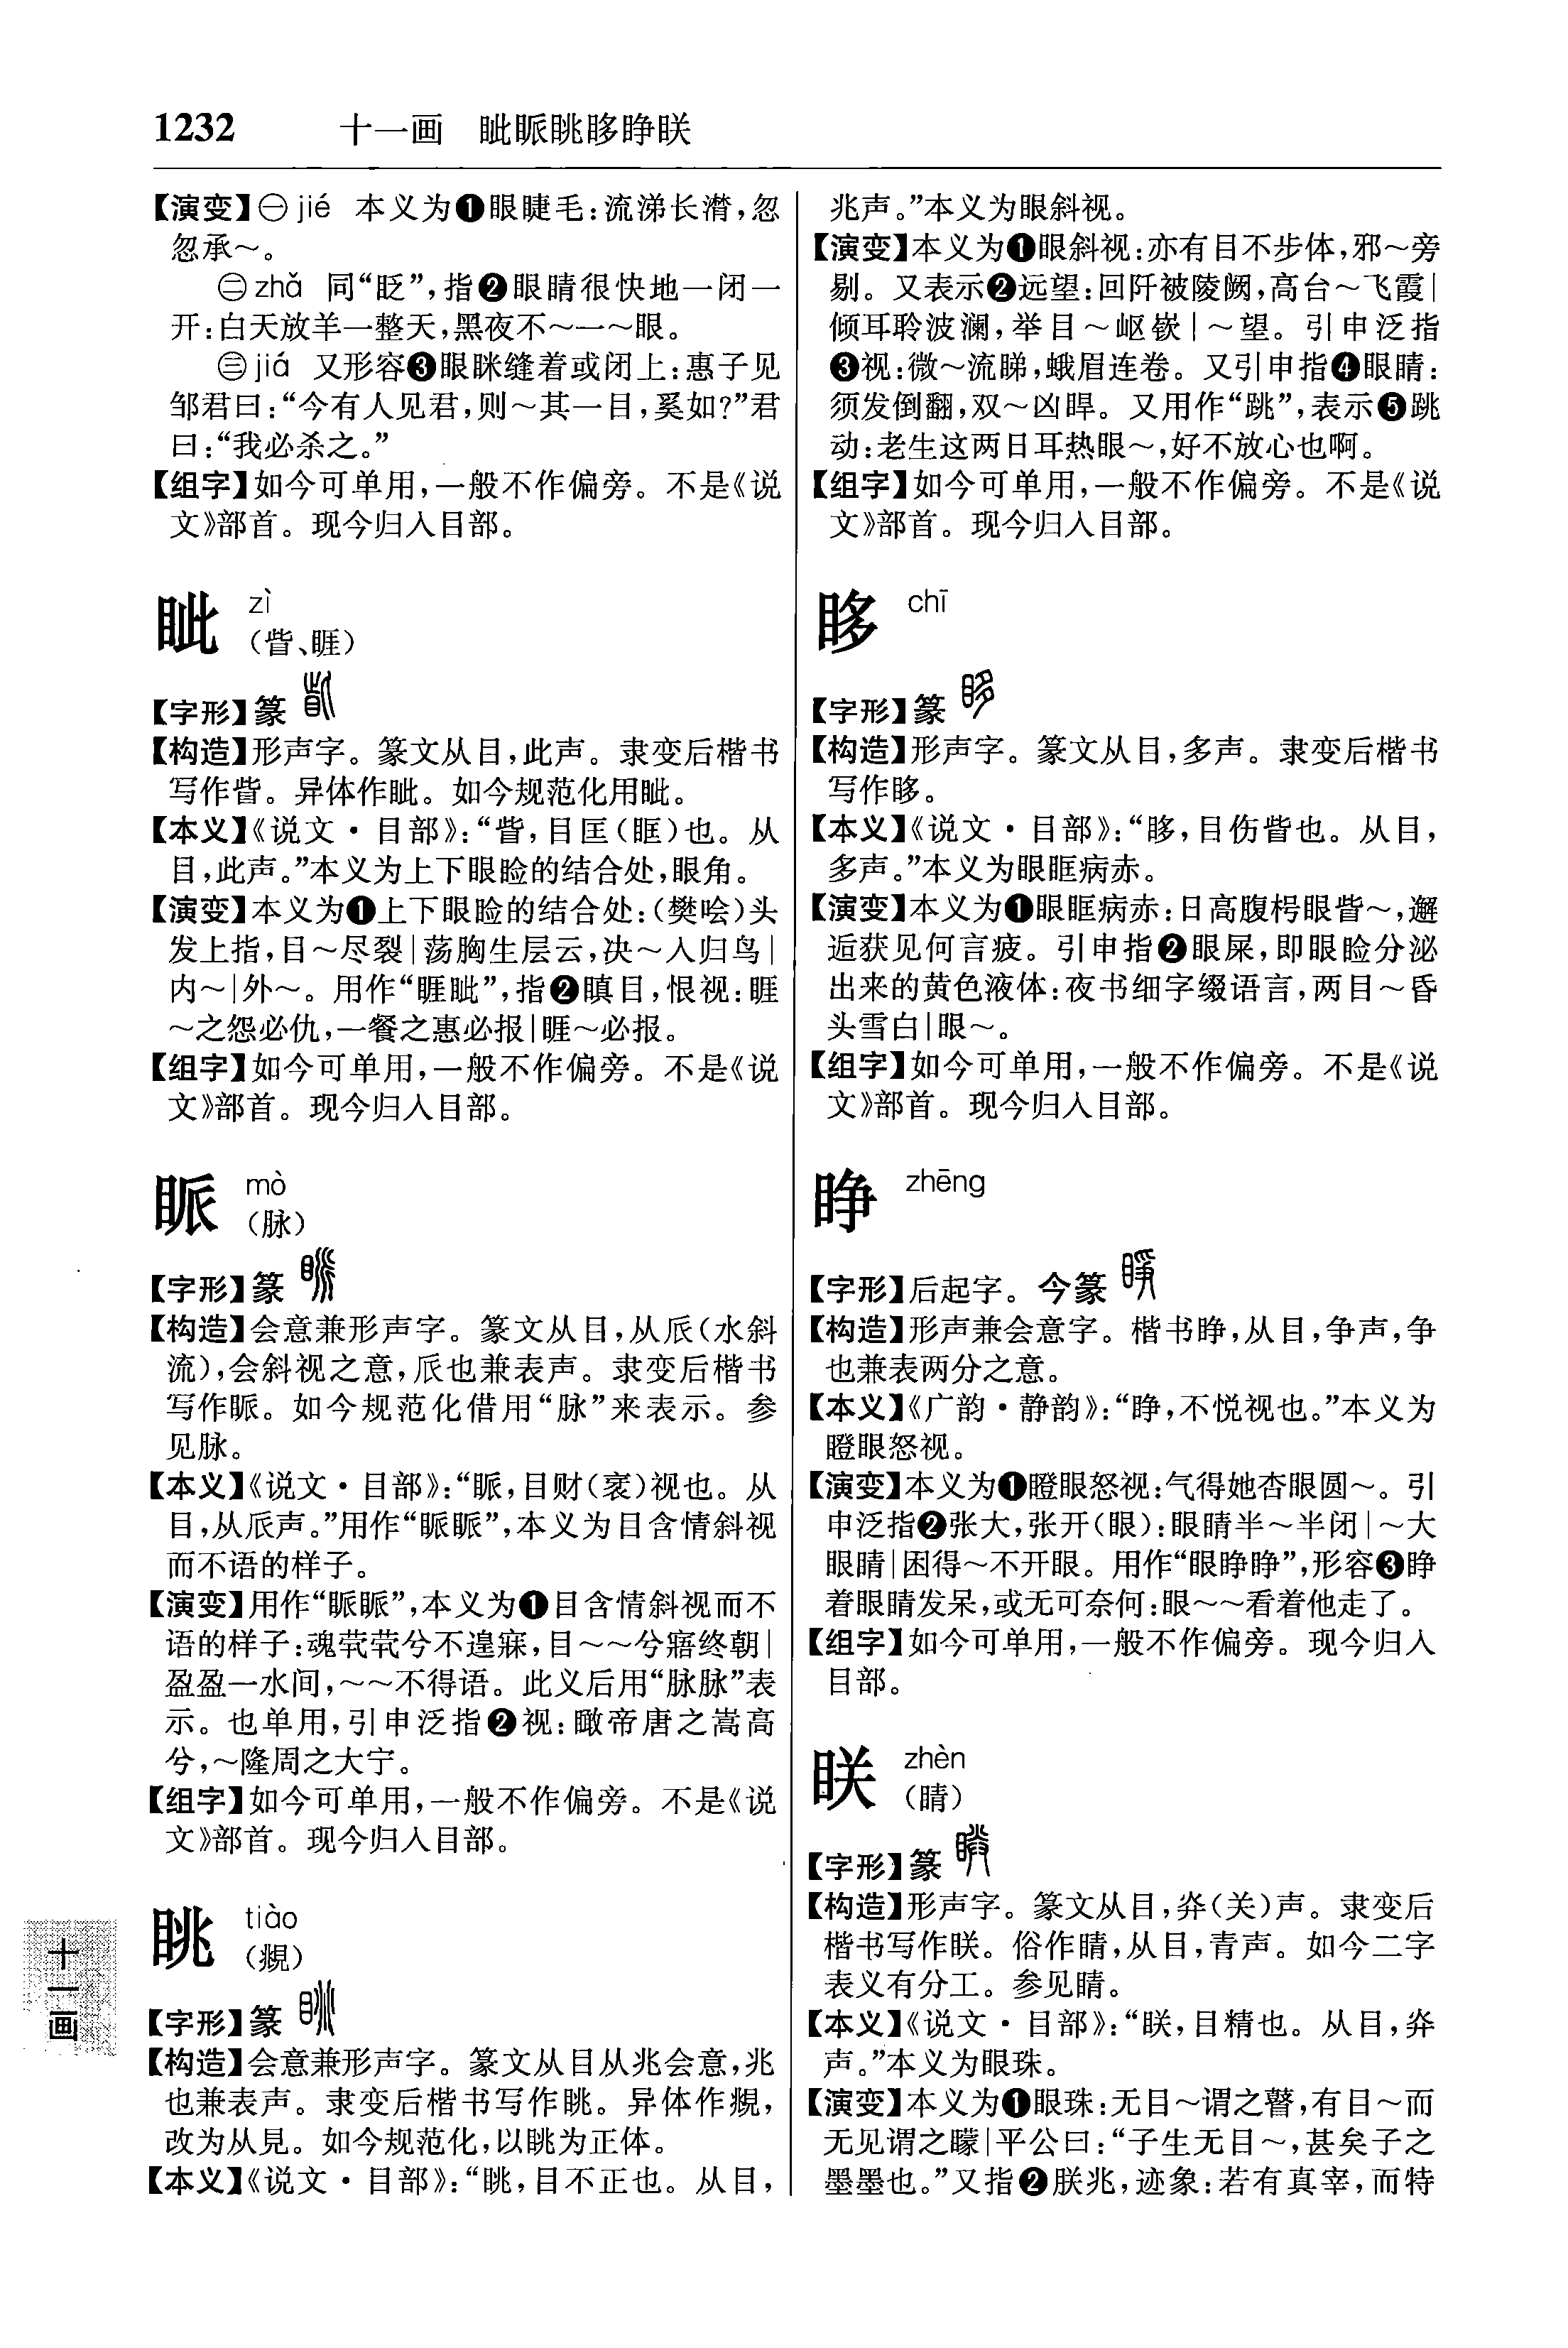 1232 十一画 眦眽眺眵睁眹
【演变】㊀jié 本义为❶眼睫毛:流涕长潸,忽
忽承～。
㊁zhǎ 同“眨”,指❷眼睛很快地一闭一
开:白天放羊一整天,黑夜不～一～眼。
㊂jiá 又形容❸眼眯缝着或闭上:惠子见
邹君曰:“今有人见君,则～其一目,奚如?”君
曰:“我必杀之。”
【组字】如今可单用,一般不作偏旁。不是《说
文》部首。现今归入目部。
眦 zì
(眥、睚)
【字形】篆
【构造】形声字。篆文从目,此声。隶变后楷书
写作眥。异体作眦。如今规范化用眦。
【本义】《说文·目部》:“眥,目匡(眶)也。从
目,此声。”本义为上下眼睑的结合处,眼角。
【演变】本义为❶上下眼睑的结合处:(樊哙)头
发上指,目～尽裂|荡胸生层云,决～入归鸟|
内～|外～。用作“睚眦”,指❷瞋目,恨视:睚
～之怨必仇,一餐之惠必报|睚～必报。
【组字】如今可单用,一般不作偏旁。不是《说
文》部首。现今归入目部。
眽 mò
(脉)
【字形】篆
【构造】会意兼形声字。篆文从目,从𠂢(水斜
流),会斜视之意,𠂢也兼表声。隶变后楷书
写作眽。如今规范化借用“脉”来表示。参
见脉。
【本义】《说文·目部》:“眽,目财(衺)视也。从
目,从𠂢声。”用作“眽眽”,本义为目含情斜视
而不语的样子。
【演变】用作“眽眽”,本义为❶目含情斜视而不
语的样子:魂茕茕兮不遑寐,目～～兮寤终朝|
盈盈一水间,～～不得语。此义后用“脉脉”表
示。也单用,引申泛指❷视:瞰帝唐之嵩高
兮,～隆周之大宁。
【组字】如今可单用,一般不作偏旁。不是《说
文》部首。现今归入目部。
眺 tiào
(覜)
【字形】篆
【构造】会意兼形声字。篆文从目从兆会意,兆
也兼表声。隶变后楷书写作眺。异体作覜,
改为从見。如今规范化,以眺为正体。
【本义】《说文·目部》:“眺,目不正也。从目,
兆声。”本义为眼斜视。
【演变】本义为❶眼斜视:亦有目不步体,邪～旁
剔。又表示❷远望:回阡被陵阙,高台～飞霞|
倾耳聆波澜,举目～岖嵚|～望。引申泛指
❸视:微～流睇,蛾眉连卷。又引申指❹眼睛:
须发倒翻,双～凶睅。又用作“跳”,表示❺跳
动:老生这两日耳热眼～,好不放心也啊。
【组字】如今可单用,一般不作偏旁。不是《说
文》部首。现今归入目部。
眵 chī
【字形】篆
【构造】形声字。篆文从目,多声。隶变后楷书
写作眵。
【本义】《说文·目部》:“眵,目伤眥也。从目,
多声。”本义为眼眶病赤。
【演变】本义为❶眼眶病赤:日高腹枵眼眥～,邂
逅获见何言疲。引申指❷眼屎,即眼睑分泌
出来的黄色液体:夜书细字缀语言,两目～昏
头雪白|眼～。
【组字】如今可单用,一般不作偏旁。不是《说
文》部首。现今归入目部。
睁 zhēng
【字形】后起字。今篆
【构造】形声兼会意字。楷书睁,从目,争声,争
也兼表两分之意。
【本义】《广韵·静韵》:“睁,不悦视也。”本义为
瞪眼怒视。
【演变】本义为❶瞪眼怒视:气得她杏眼圆～。引
申泛指❷张大,张开(眼):眼睛半～半闭|～大
眼睛|困得～不开眼。用作“眼睁睁”,形容❸睁
着眼睛发呆,或无可奈何:眼～～看着他走了。
【组字】如今可单用,一般不作偏旁。现今归入
目部。
眹 zhèn
(睛)
【字形】篆
【构造】形声字。篆文从目,灷(关)声。隶变后
楷书写作眹。俗作睛,从目,青声。如今二字
表义有分工。参见睛。
【本义】《说文·目部》:“眹,目精也。从目,灷
声。”本义为眼珠。
【演变】本义为❶眼珠:无目～谓之瞽,有目～而
无见谓之矇|平公曰:“子生无目～,甚矣子之
墨墨也。”又指❷朕兆,迹象:若有真宰,而特
十一画